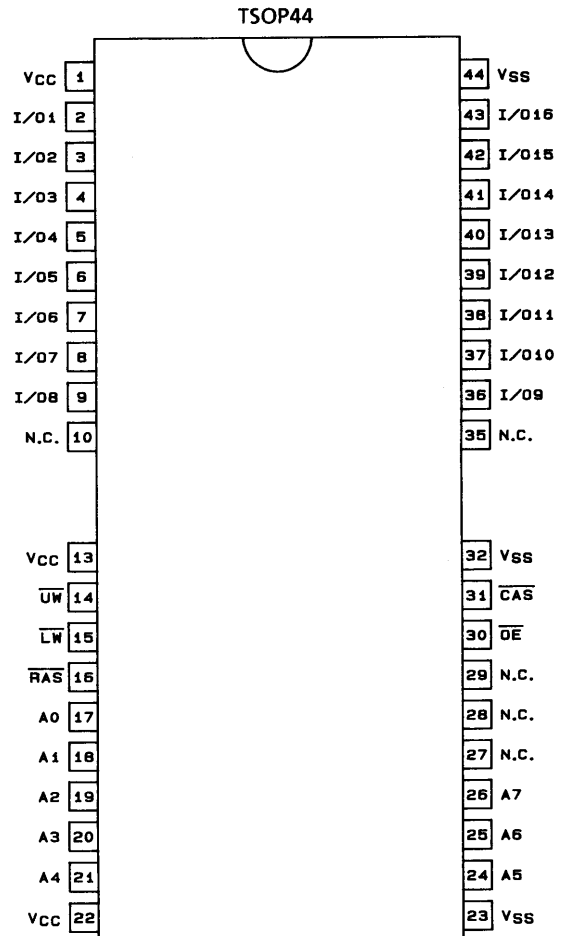 TSOP44
VCC 1 44 VSS
I/O1 2 43 I/O16
I/O2 3 42 I/O15
I/O3 4 41 I/O14
I/O4 5 40 I/O13
I/O5 6 39 I/O12
I/O6 7 38 I/O11
I/O7 8 37 I/O10
I/O8 9 36 I/O9
N.C. 10 35 N.C.
VCC 13 32 VSS
UW 14 31 CAS
LW 15 30 OE
RAS 16 29 N.C.
A0 17 28 N.C.
A1 18 27 N.C.
A2 19 26 A7
A3 20 25 A6
A4 21 24 A5
VCC 22 23 VSS